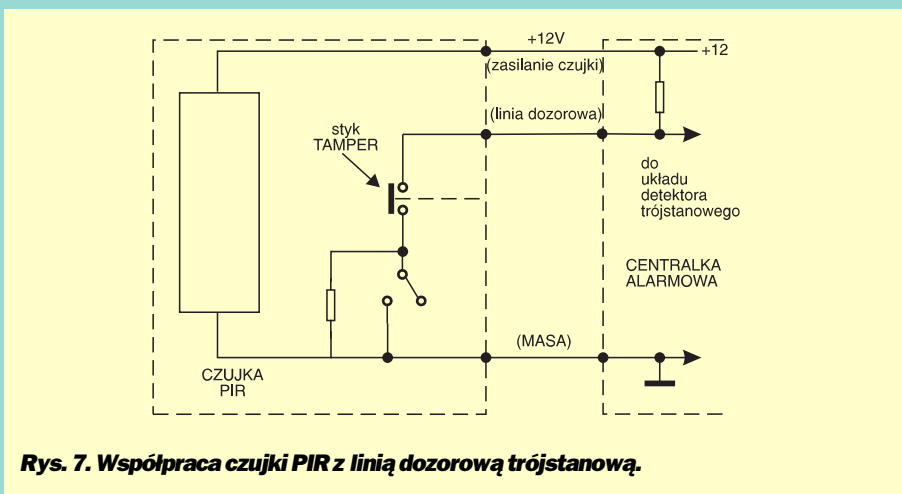 +12V
(zasilanie czujki)
+12
(linia dozorowa)
styk
TAMPER
do
układu
detektora
trójstanowego
CENTRALKA
ALARMOWA
(MASA)
CZUJKA
PIR
Rys. 7. Współpraca czujki PIR z linią dozorową trójstanową.